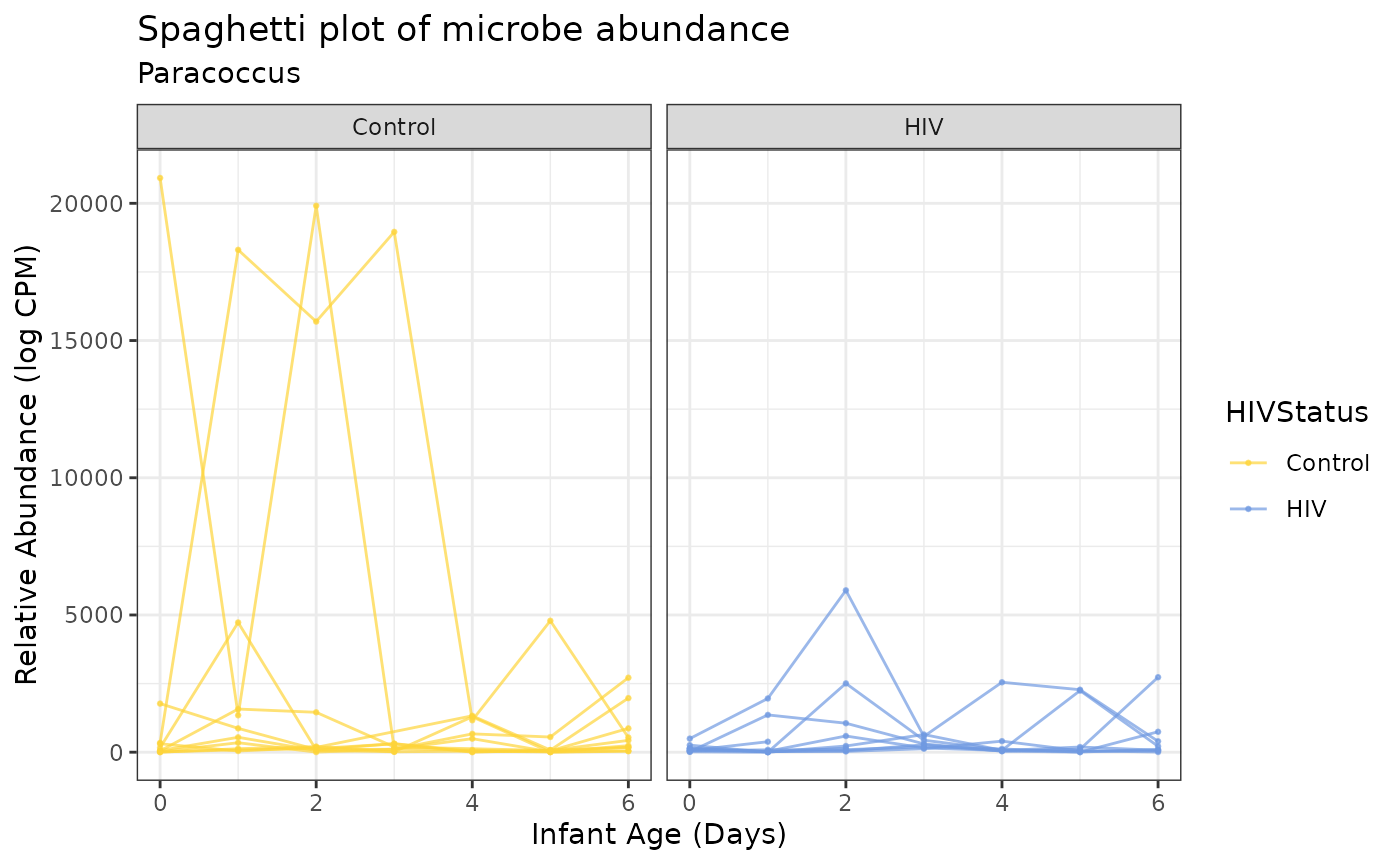 Spaghetti plot of microbe abundance
Paracoccus
Control
HIV
20000
15000
10000
5000
0
Relative Abundance (log CPM)
0 2 4 6
0 2 4 6
Infant Age (Days)
HIVStatus
Control
HIV